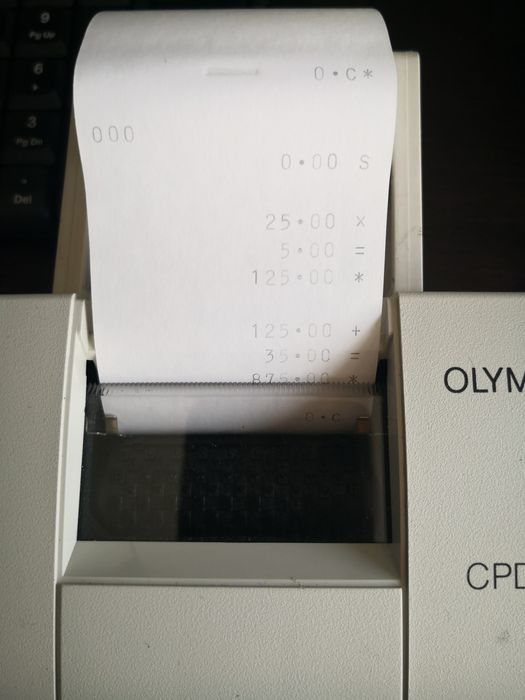 9
Pg Up
6
3
Pg Dn
.
Del
0•C*
000
0•00 S
25•00 ×
5•00 =
125•00 *
125•00 +
35•00 =
875•00 *
0•C
OLYM
CPD